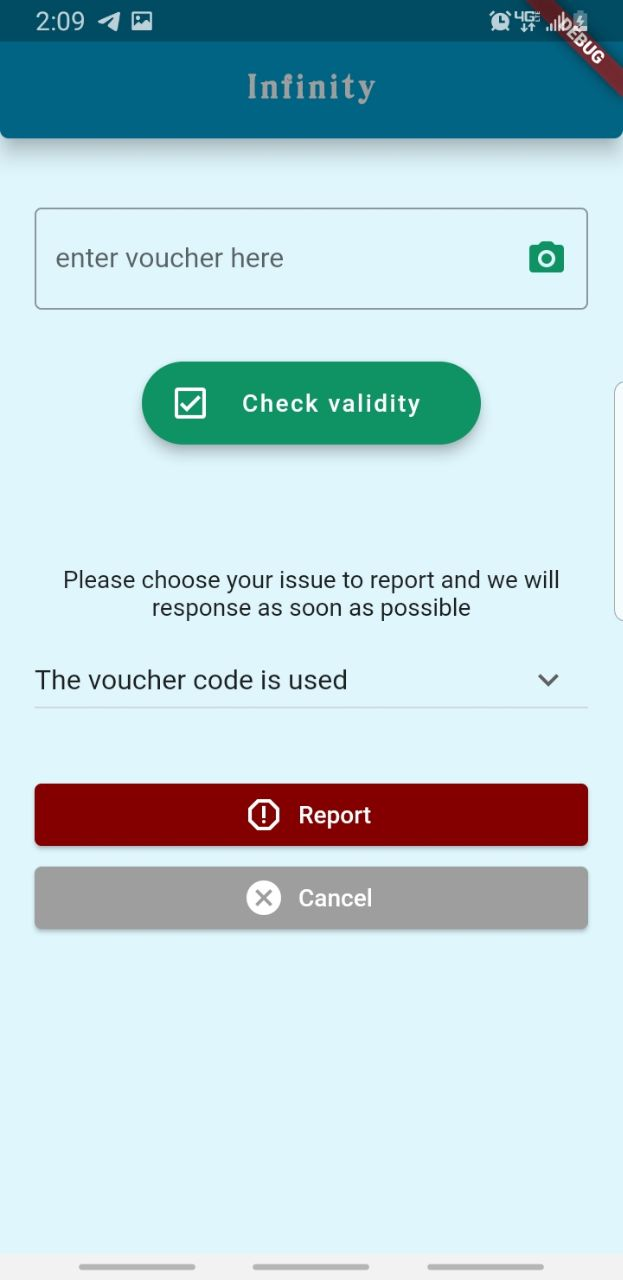 2:09
4G
DEBUG
Infinity
enter voucher here
Check validity
Please choose your issue to report and we will
response as soon as possible
The voucher code is used
Report
Cancel